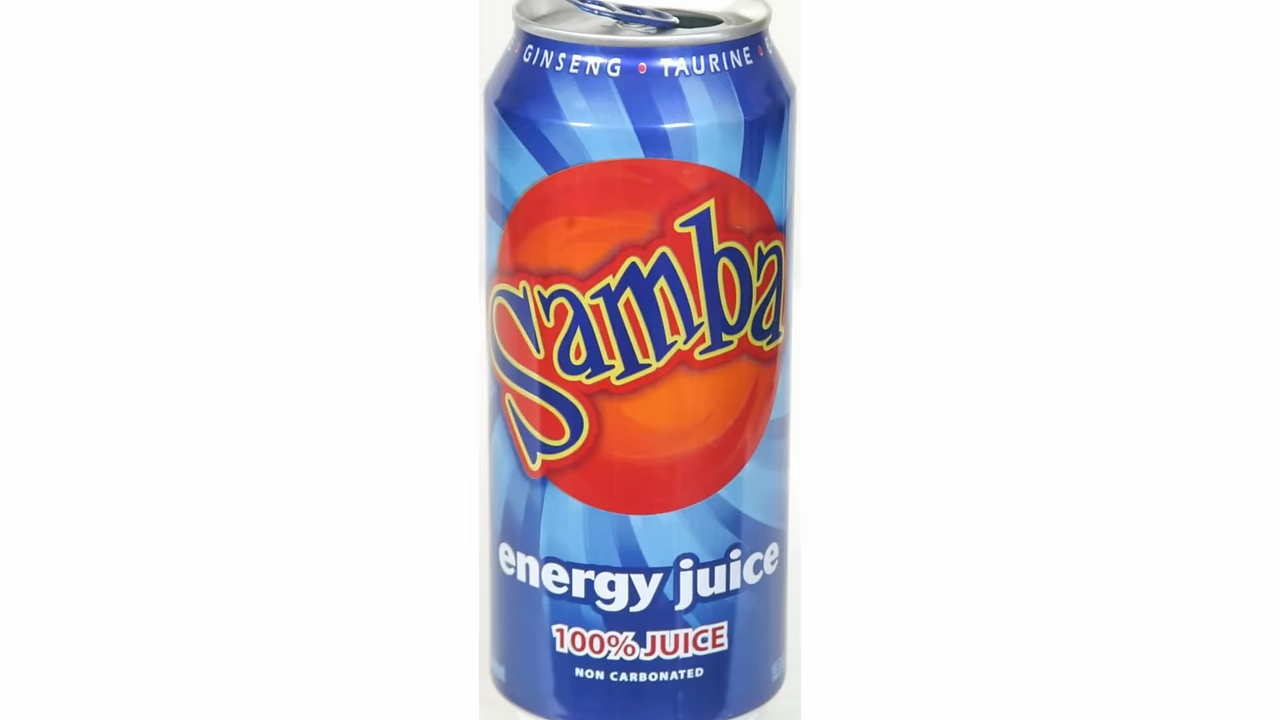 GINSENG • TAURINE •
Samba
energy juice
100% JUICE
NON CARBONATED